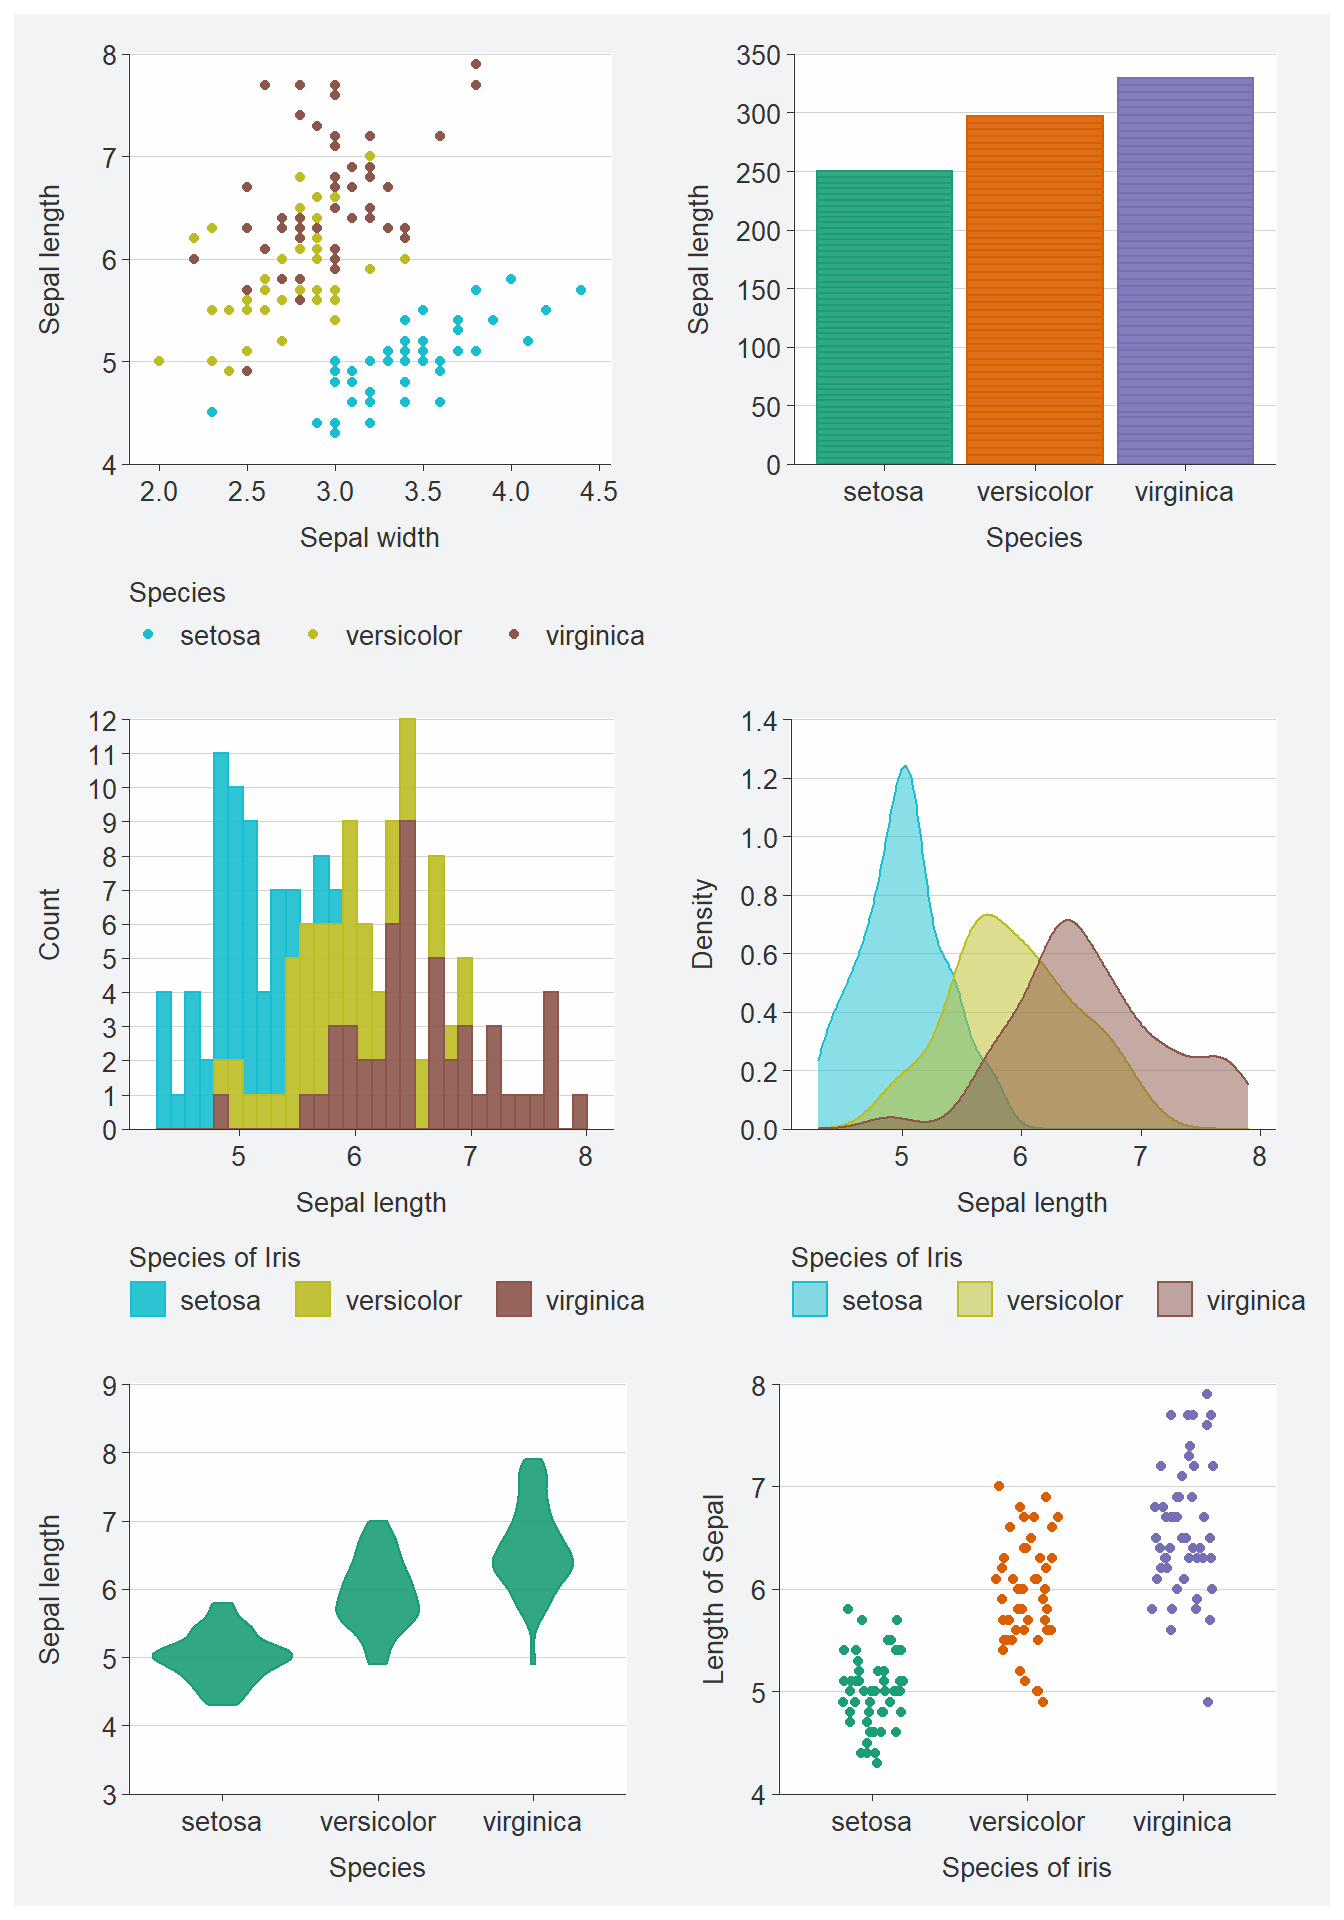 8
7
6
5
4
Sepal length
2.0 2.5 3.0 3.5 4.0 4.5
Sepal width
Species
setosa versicolor virginica
350
300
250
200
150
100
50
0
Sepal length
setosa versicolor virginica
Species
12
11
10
9
8
7
6
5
4
3
2
1
0
Count
5 6 7 8
Sepal length
Species of Iris
setosa versicolor virginica
1.4
1.2
1.0
0.8
0.6
0.4
0.2
0.0
Density
5 6 7 8
Sepal length
Species of Iris
setosa versicolor virginica
9
8
7
6
5
4
3
Sepal length
setosa versicolor virginica
Species
8
7
6
5
4
Length of Sepal
setosa versicolor virginica
Species of iris